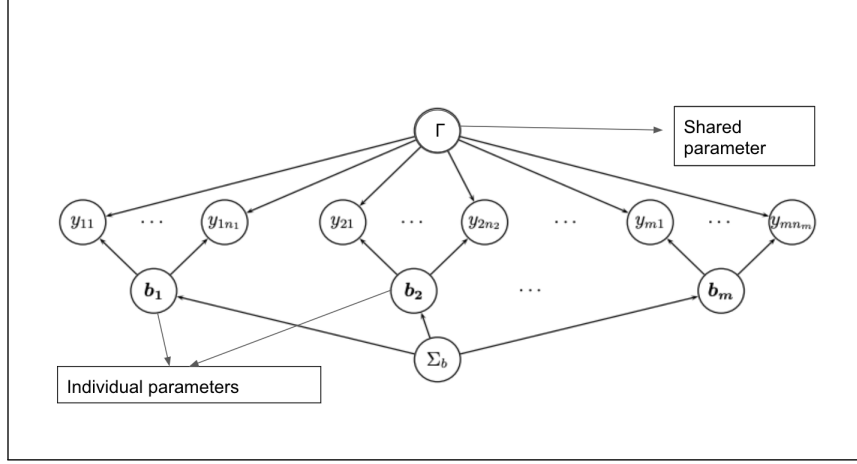 Γ
Shared
parameter
y₁₁ ... y₁ₙ₁ y₂₁ ... y₂ₙ₂ ... yₘ₁ ... yₘₙₘ
b₁ b₂ ... bₘ
Σb
Individual parameters